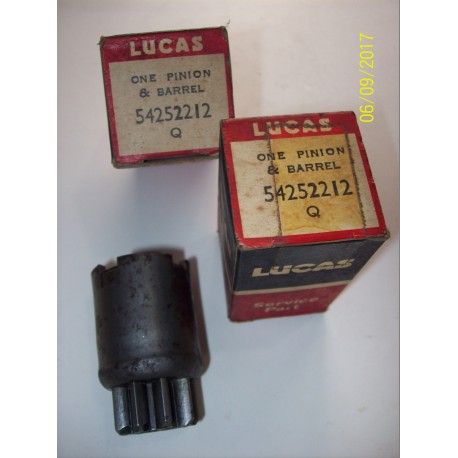 LUCAS
ONE PINION
& BARREL
54252212
Q
LUCAS
ONE PINION
& BARREL
54252212
Q
LUCAS
Service
Part
06/09/2017